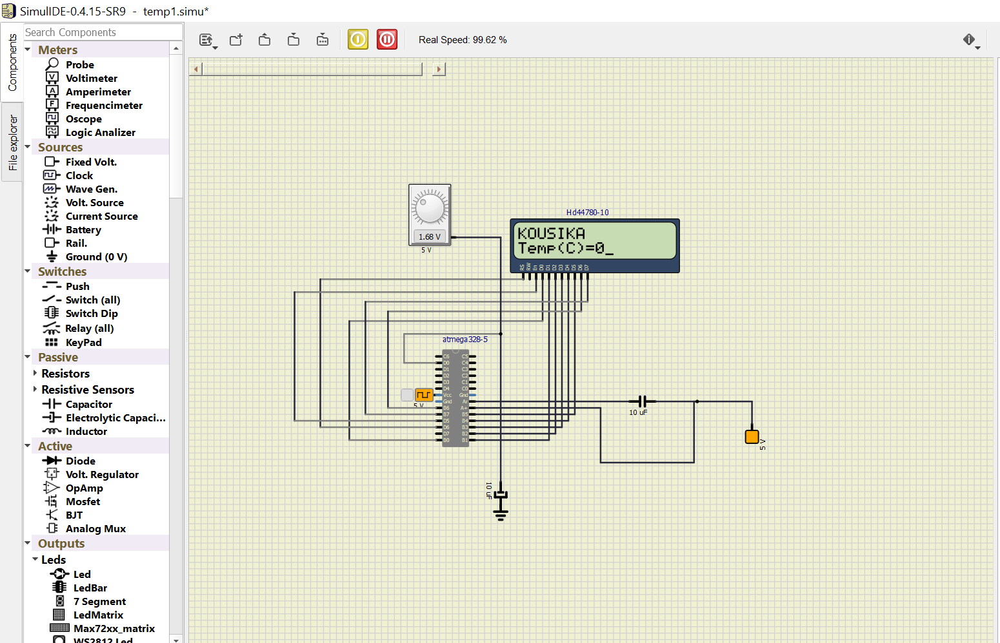 SimulIDE-0.4.15-SR9 - temp1.simu*
Components
File explorer
Search Components
Meters
Probe
Voltimeter
Amperimeter
Frequencimeter
Oscope
Logic Analizer
Sources
Fixed Volt.
Clock
Wave Gen.
Volt. Source
Current Source
Battery
Rail.
Ground (0 V)
Switches
Push
Switch (all)
Switch Dip
Relay (all)
KeyPad
Passive
Resistors
Resistive Sensors
Capacitor
Electrolytic Capaci...
Inductor
Active
Diode
Volt. Regulator
OpAmp
Mosfet
BJT
Analog Mux
Outputs
Leds
Led
LedBar
7 Segment
LedMatrix
Max72xx_matrix
WS2812 Led
Real Speed: 99.62 %
1.68 V
5 V
Hd44780-10
KOUSIKA
Temp(C)=0_
RS RW En D0 D1 D2 D3 D4 D5 D6 D7
atmega328-5
C6 C5
D0 C4
D1 C3
D2 C2
D3 C1
D4 C0
Vcc Gnd
Gnd Ar
B6 A+
B7 B5
D5 B4
D6 B3
D7 B2
B0 B1
5 V
10 uF
5 V
10 uF